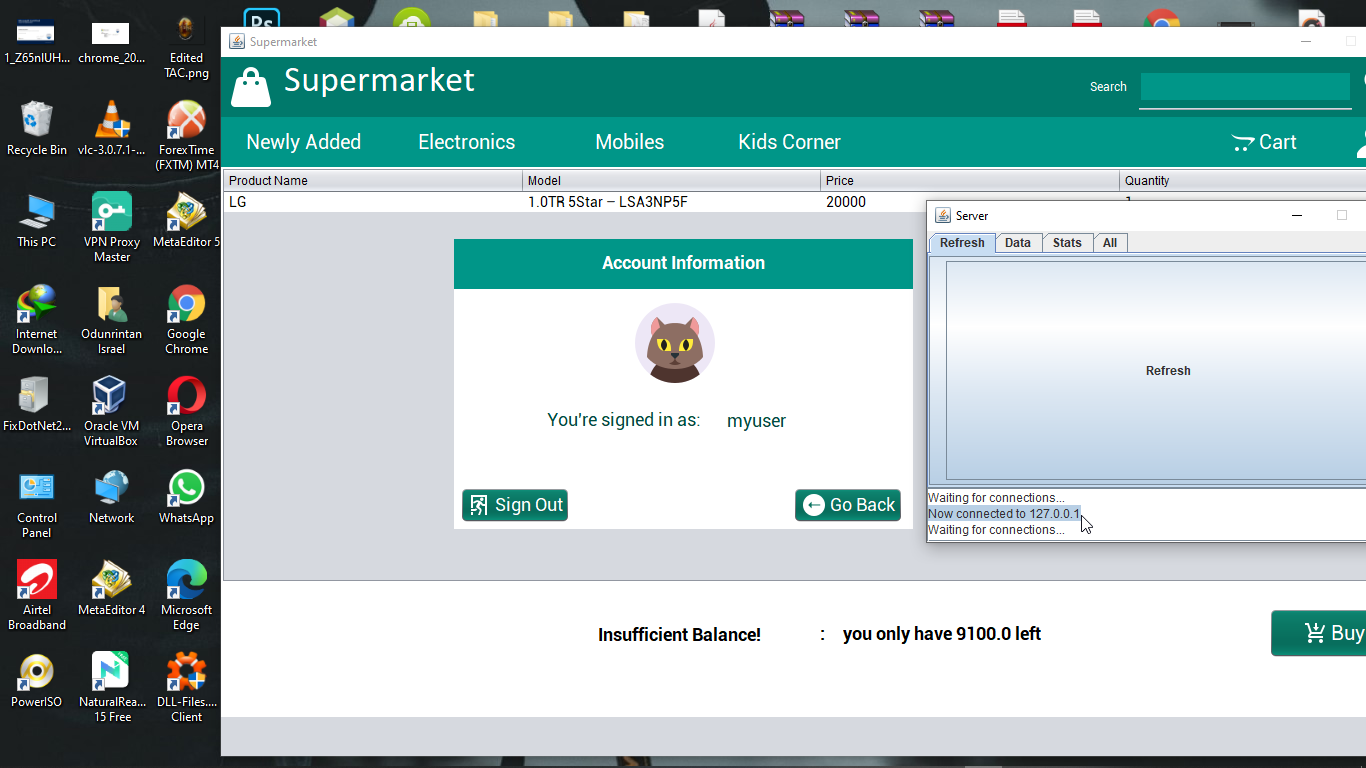 Ps
1_Z65nIUH...
chrome_20...
Edited
TAC.png
Recycle Bin
vlc-3.0.7.1-...
ForexTime
(FXTM) MT4
This PC
VPN Proxy
Master
MetaEditor 5
Internet
Downlo...
Odunrintan
Israel
Google
Chrome
FixDotNet2...
Oracle VM
VirtualBox
Opera
Browser
Control
Panel
Network
WhatsApp
Airtel
Broadband
MetaEditor 4
Microsoft
Edge
PowerISO
NaturalRea...
15 Free
DLL-Files....
Client
Supermarket
Supermarket
Search
Newly Added
Electronics
Mobiles
Kids Corner
Cart
Product Name
Model
Price
Quantity
LG
1.0TR 5Star – LSA3NP5F
20000
Account Information
You're signed in as:
myuser
Sign Out
Go Back
Insufficient Balance!
:
you only have 9100.0 left
Buy
Server
Refresh
Data
Stats
All
Refresh
Waiting for connections...
Now connected to 127.0.0.1
Waiting for connections...